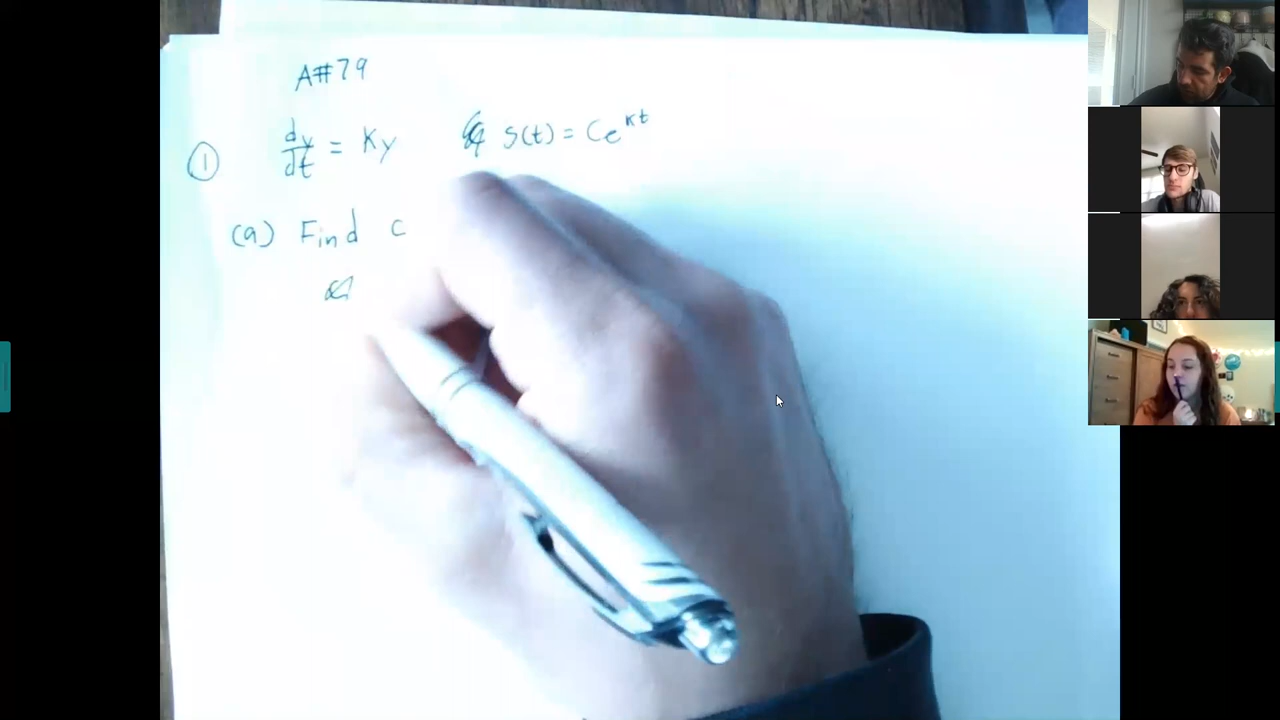 A#79
① dy/dt = Ky S(t) = Ce^kt
(a) Find C